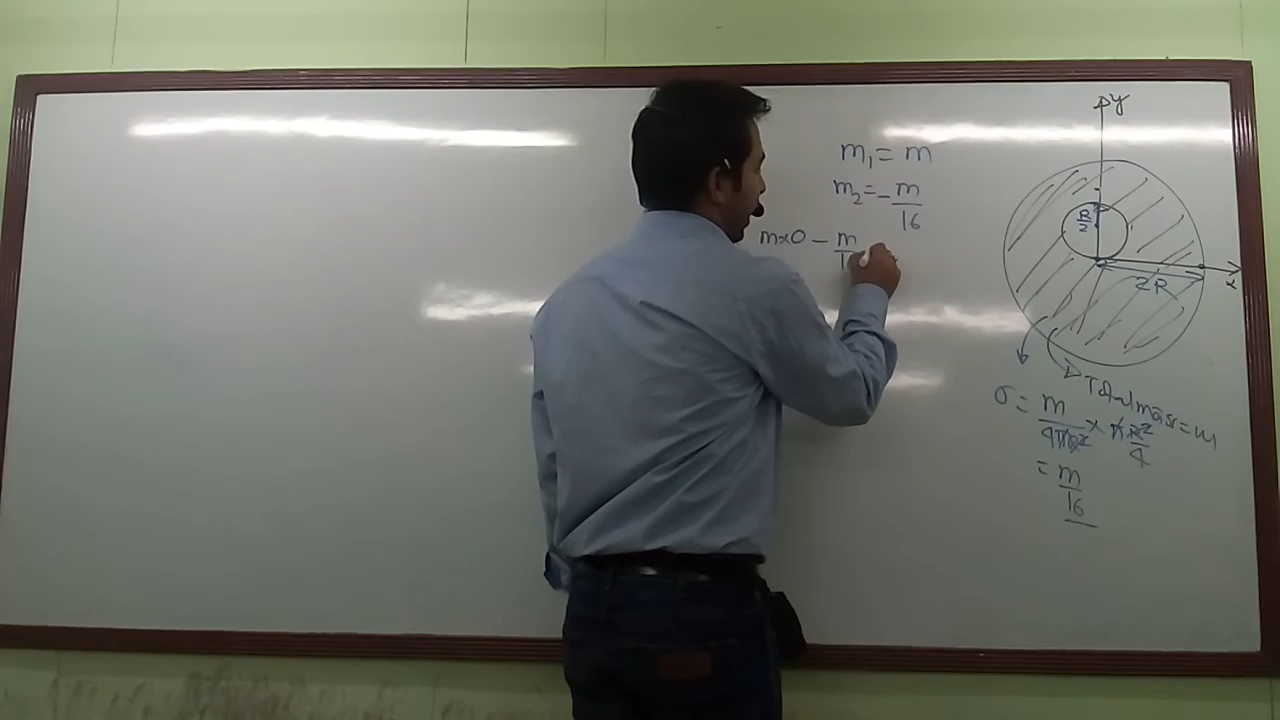 m₁ = m
m₂ = -m/16
m×0 - m/1
y
R/2
2R
x
Total mass = m
σ = m/4πR² × πR²/4
= m/16